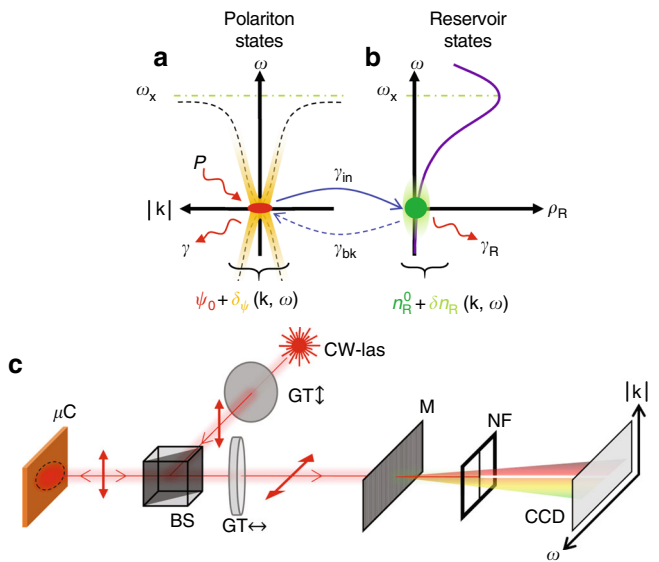 Polariton
states
Reservoir
states
a
b
ω
ω
ωx
ωx
P
γin
|k|
ρR
γ
γbk
γR
ψ0 + δψ (k, ω)
n0R + δnR (k, ω)
c
CW-las
μC
GT↕
M
NF
|k|
BS
GT↔
CCD
ω